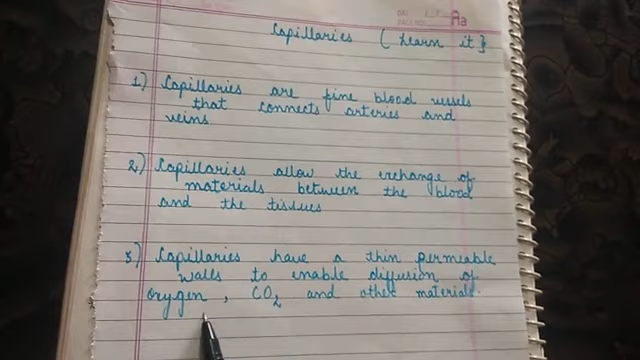 Capillaries (Learn it}
1) Capillaries are fine blood vessels
that connects arteries and
veins
2) Capillaries allow the exchange of
materials between the blood
and the tissues
3) Capillaries have a thin permeable
walls to enable diffusion of
oxygen, CO2 and other materials.